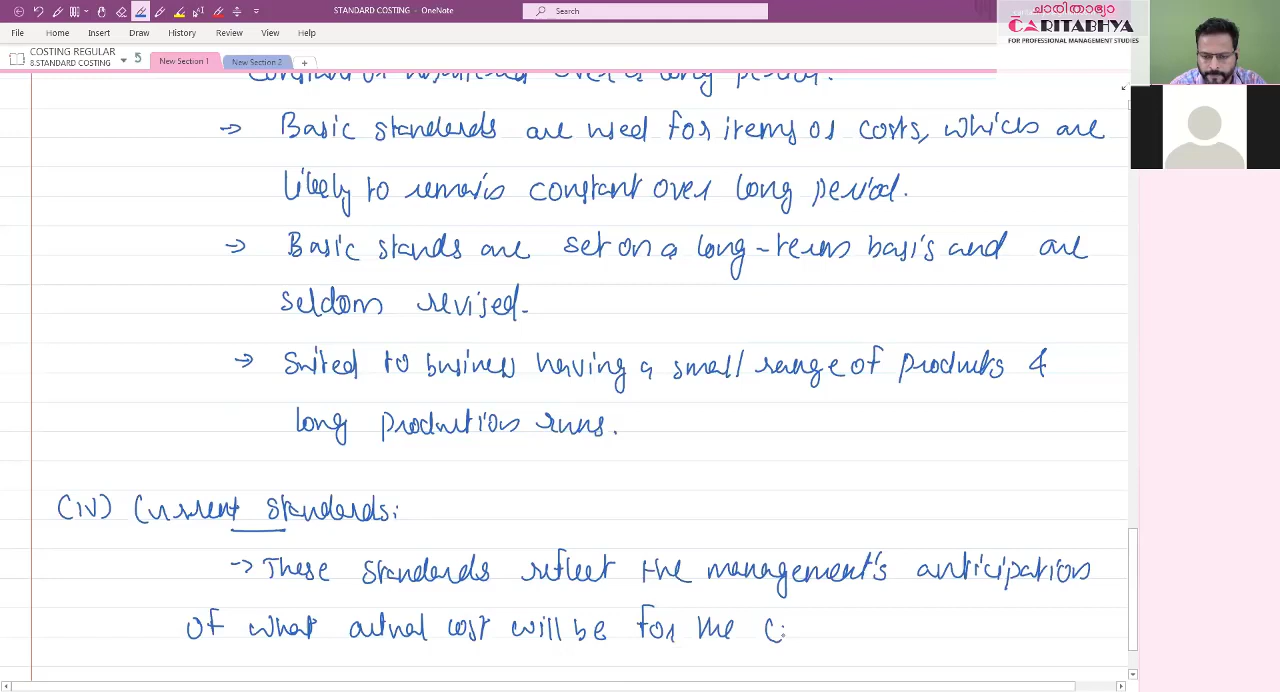 STANDARD COSTING - OneNote
Search
ചാരിതാഭ്യാ
CARITABHYA
FOR PROFESSIONAL MANAGEMENT STUDIES
File Home Insert Draw History Review View Help
COSTING REGULAR
8.STANDARD COSTING
New Section 1 New Section 2 +
over a long period.
→ Basic standards are used for items or costs, which are
likely to remain constant over long period.
→ Basic stands are set on a long-term basis and are
seldom revised.
→ Suited to business having a small range of products &
long production runs.
(iv) Current standards:
→ These standards reflect the management's anticipation
of what actual cost will be for the c